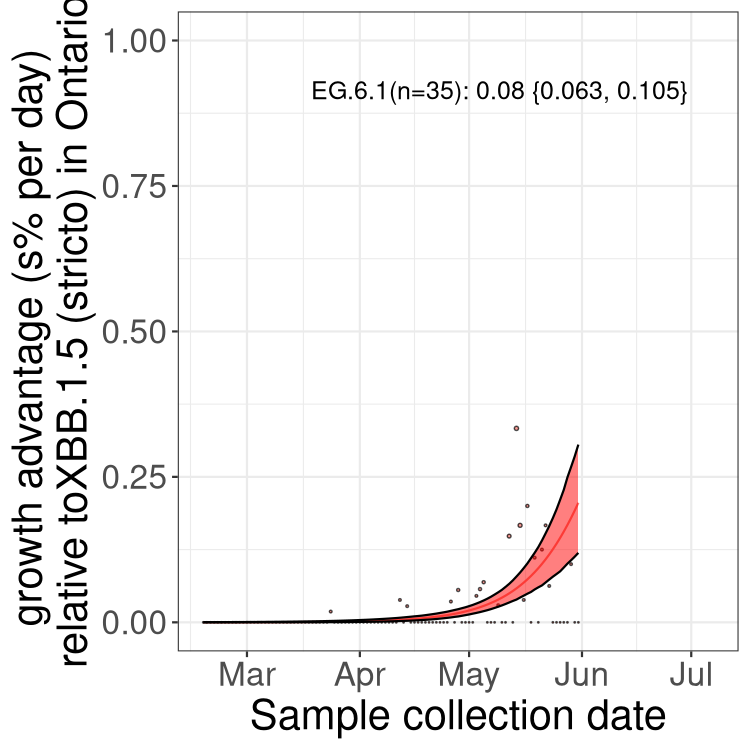 growth advantage (s% per day)
relative toXBB.1.5 (stricto) in Ontario
1.00
0.75
0.50
0.25
0.00
EG.6.1(n=35): 0.08 {0.063, 0.105}
Mar Apr May Jun Jul
Sample collection date